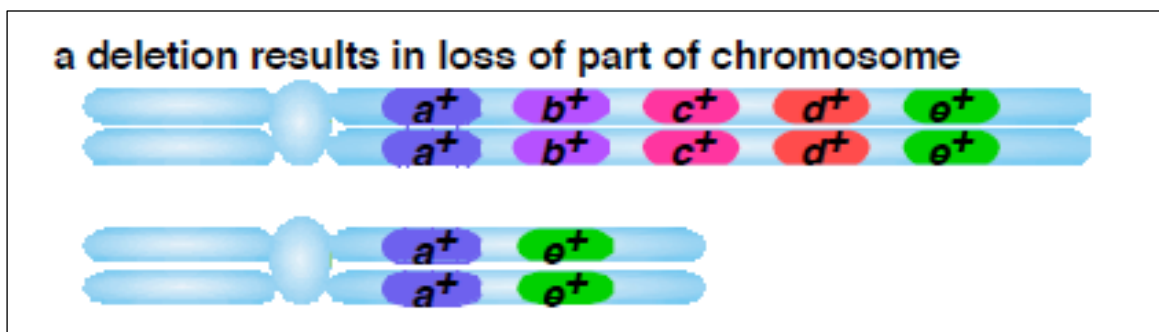 a deletion results in loss of part of chromosome
a+ b+ c+ d+ e+
a+ b+ c+ d+ e+
a+ e+
a+ e+